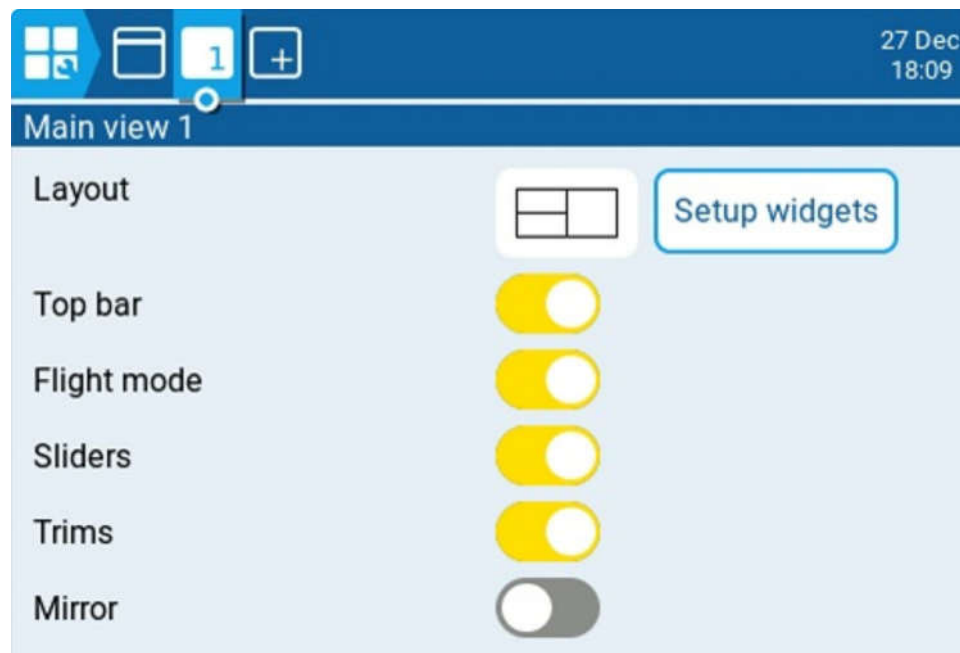 1
27 Dec
18:09
Main view 1
Layout
Setup widgets
Top bar
Flight mode
Sliders
Trims
Mirror